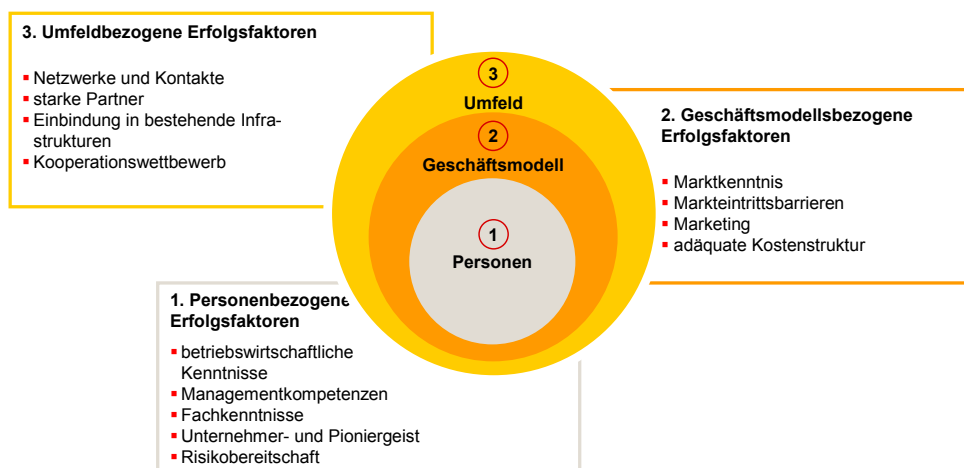 3. Umfeldbezogene Erfolgsfaktoren
▪ Netzwerke und Kontakte
▪ starke Partner
▪ Einbindung in bestehende Infra-
strukturen
▪ Kooperationswettbewerb
3
Umfeld
2
Geschäftsmodell
1
Personen
2. Geschäftsmodellsbezogene
Erfolgsfaktoren
▪ Marktkenntnis
▪ Markteintrittsbarrieren
▪ Marketing
▪ adäquate Kostenstruktur
1. Personenbezogene
Erfolgsfaktoren
▪ betriebswirtschaftliche
Kenntnisse
▪ Managementkompetenzen
▪ Fachkenntnisse
▪ Unternehmer- und Pioniergeist
▪ Risikobereitschaft